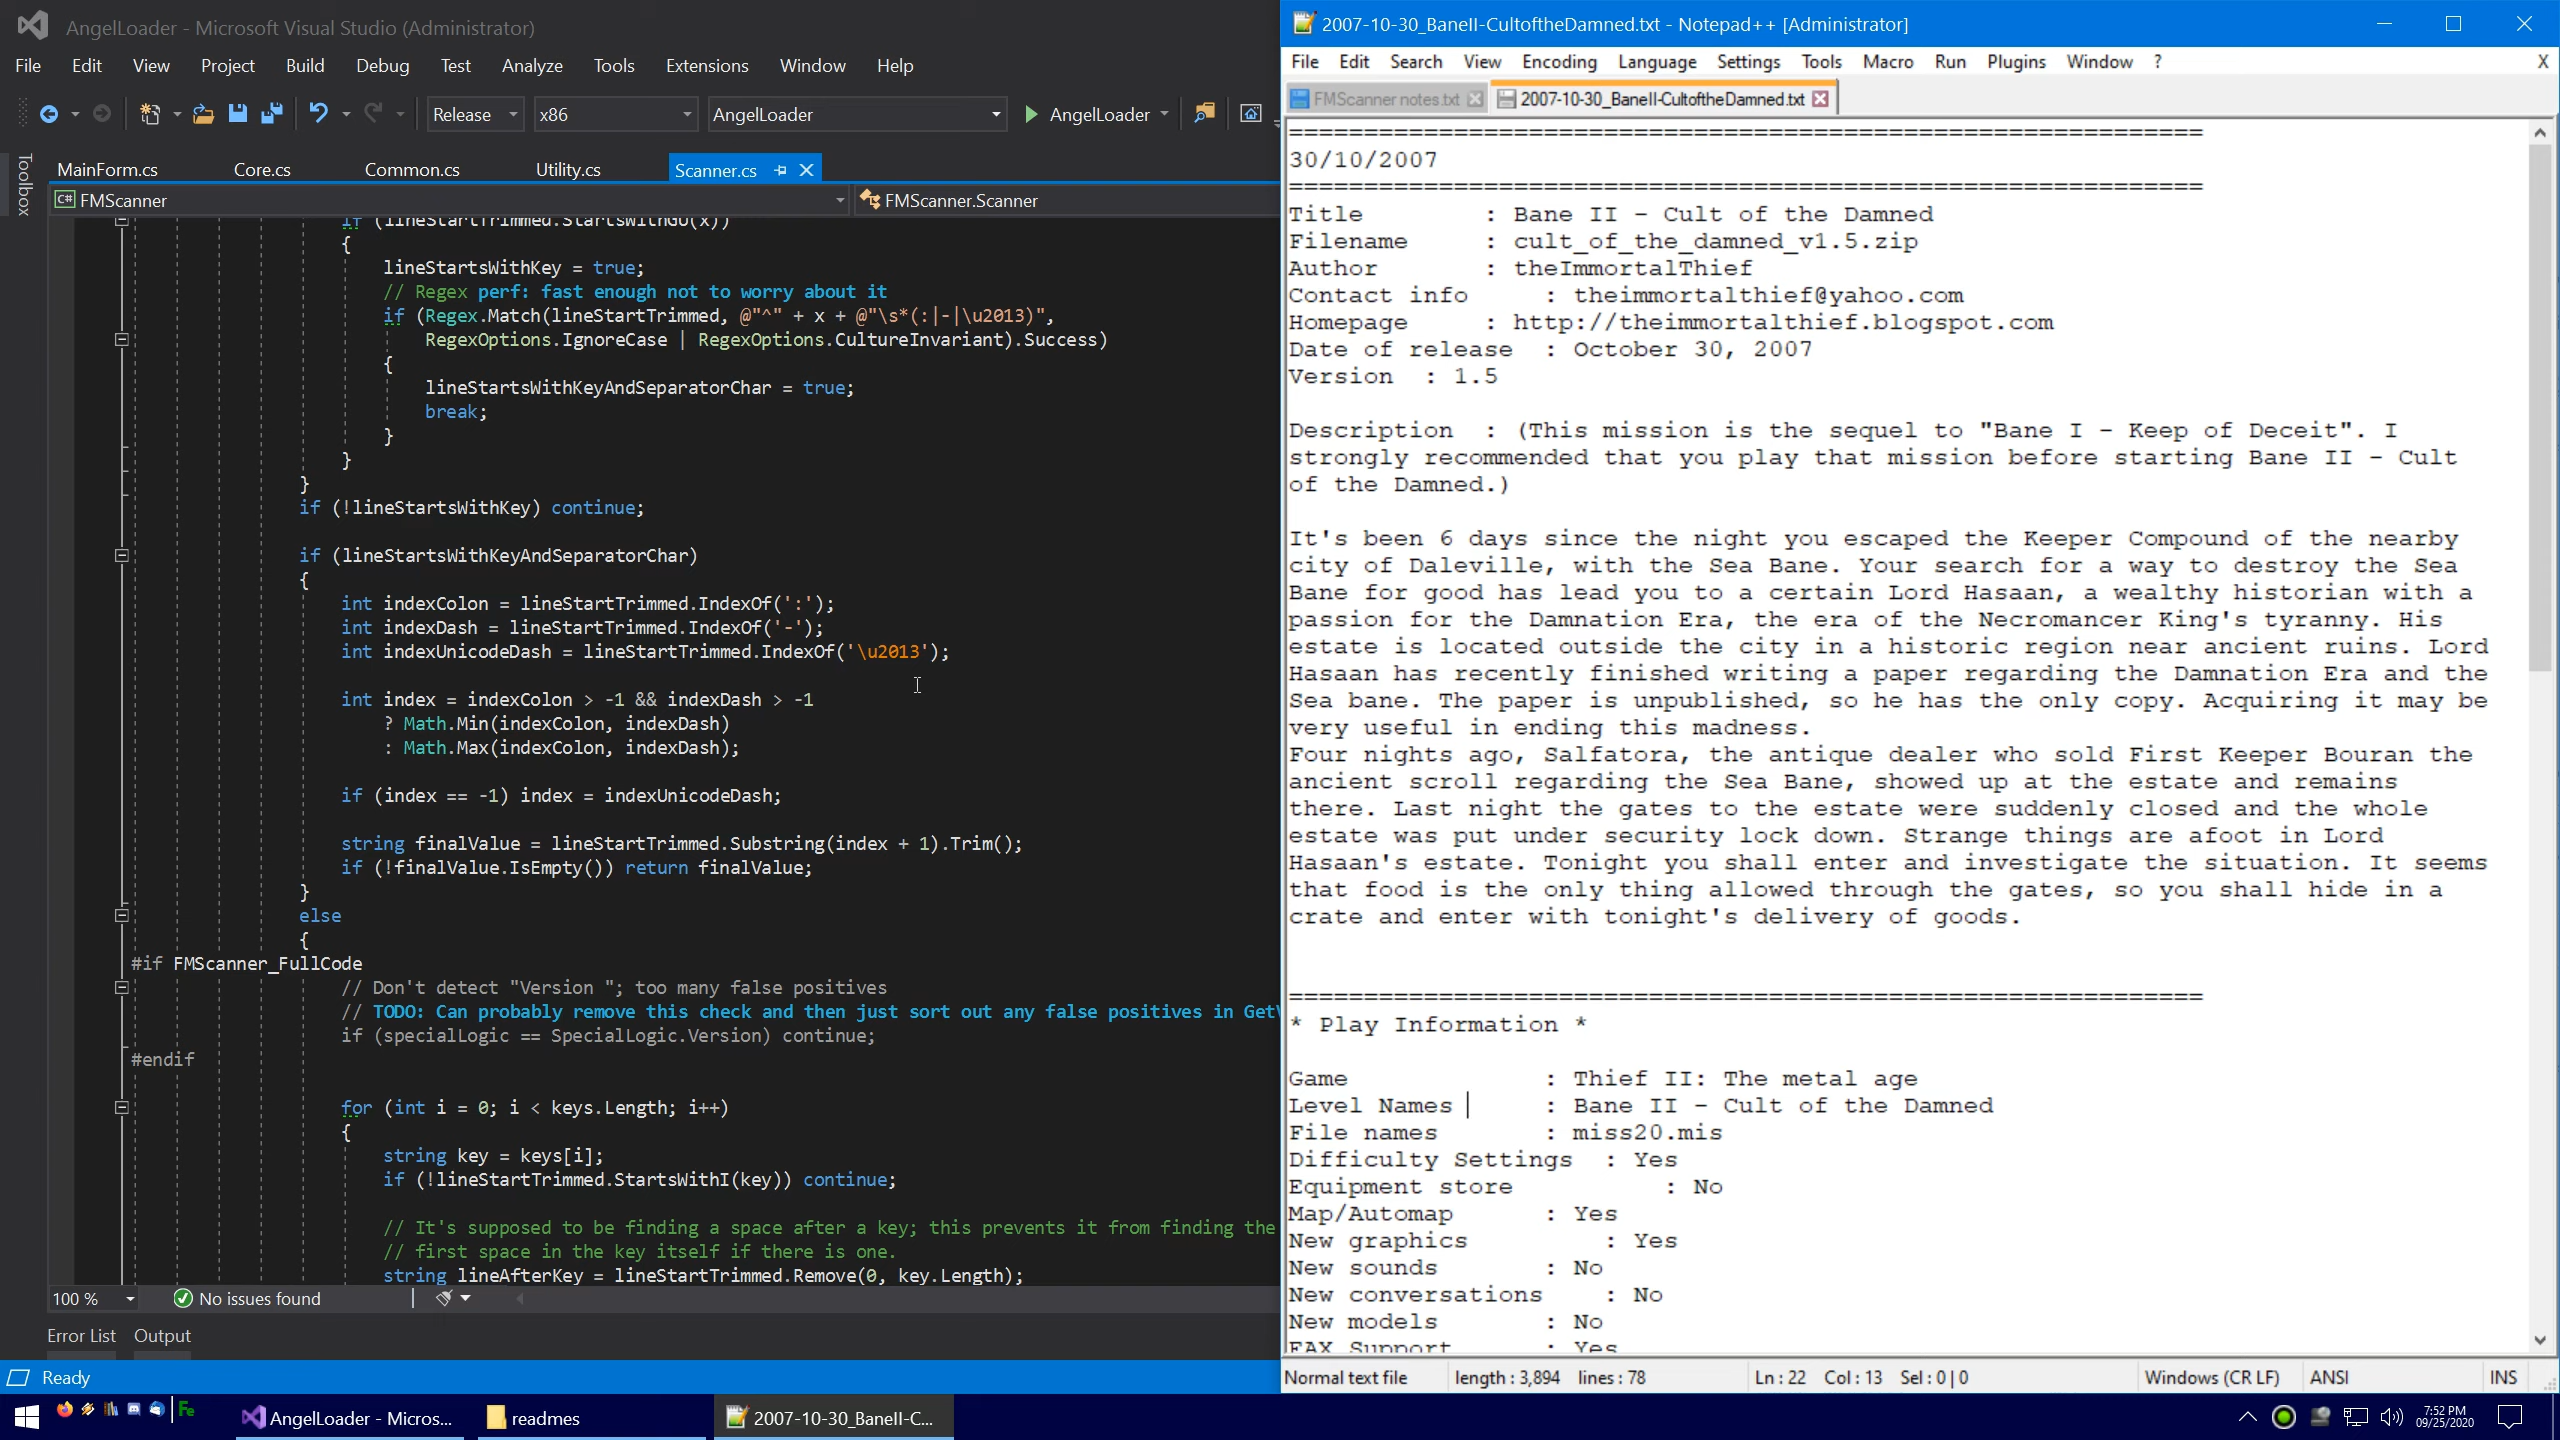 AngelLoader - Microsoft Visual Studio (Administrator)
File Edit View Project Build Debug Test Analyze Tools Extensions Window Help
Release x86 AngelLoader AngelLoader
Toolbox
MainForm.cs Core.cs Common.cs Utility.cs Scanner.cs
C# FMScanner FMScanner.Scanner
if (lineStartTrimmed.StartsWithGU(x))
{
lineStartsWithKey = true;
// Regex perf: fast enough not to worry about it
if (Regex.Match(lineStartTrimmed, @"^" + x + @"\s*(:|-|\u2013)",
RegexOptions.IgnoreCase | RegexOptions.CultureInvariant).Success)
{
lineStartsWithKeyAndSeparatorChar = true;
break;
}
}
}
if (!lineStartsWithKey) continue;
if (lineStartsWithKeyAndSeparatorChar)
{
int indexColon = lineStartTrimmed.IndexOf(':');
int indexDash = lineStartTrimmed.IndexOf('-');
int indexUnicodeDash = lineStartTrimmed.IndexOf('\u2013');
int index = indexColon > -1 && indexDash > -1
? Math.Min(indexColon, indexDash)
: Math.Max(indexColon, indexDash);
if (index == -1) index = indexUnicodeDash;
string finalValue = lineStartTrimmed.Substring(index + 1).Trim();
if (!finalValue.IsEmpty()) return finalValue;
}
else
{
#if FMScanner_FullCode
// Don't detect "Version "; too many false positives
// TODO: Can probably remove this check and then just sort out any false positives in Get
if (specialLogic == SpecialLogic.Version) continue;
#endif
for (int i = 0; i < keys.Length; i++)
{
string key = keys[i];
if (!lineStartTrimmed.StartsWithI(key)) continue;
// It's supposed to be finding a space after a key; this prevents it from finding the
// first space in the key itself if there is one.
string lineAfterKey = lineStartTrimmed.Remove(0, key.Length);
100 % No issues found
Error List Output
Ready
2007-10-30_BaneII-CultoftheDamned.txt - Notepad++ [Administrator]
File Edit Search View Encoding Language Settings Tools Macro Run Plugins Window ? X
FMScanner notes.txt 2007-10-30_BaneII-CultoftheDamned.txt
=============================================================
30/10/2007
=============================================================
Title : Bane II - Cult of the Damned
Filename : cult_of_the_damned_v1.5.zip
Author : theImmortalThief
Contact info : theimmortalthief@yahoo.com
Homepage : http://theimmortalthief.blogspot.com
Date of release : October 30, 2007
Version : 1.5
Description : (This mission is the sequel to "Bane I - Keep of Deceit". I
strongly recommended that you play that mission before starting Bane II - Cult
of the Damned.)
It's been 6 days since the night you escaped the Keeper Compound of the nearby
city of Daleville, with the Sea Bane. Your search for a way to destroy the Sea
Bane for good has lead you to a certain Lord Hasaan, a wealthy historian with a
passion for the Damnation Era, the era of the Necromancer King's tyranny. His
estate is located outside the city in a historic region near ancient ruins. Lord
Hasaan has recently finished writing a paper regarding the Damnation Era and the
Sea bane. The paper is unpublished, so he has the only copy. Acquiring it may be
very useful in ending this madness.
Four nights ago, Salfatora, the antique dealer who sold First Keeper Bouran the
ancient scroll regarding the Sea Bane, showed up at the estate and remains
there. Last night the gates to the estate were suddenly closed and the whole
estate was put under security lock down. Strange things are afoot in Lord
Hasaan's estate. Tonight you shall enter and investigate the situation. It seems
that food is the only thing allowed through the gates, so you shall hide in a
crate and enter with tonight's delivery of goods.
=============================================================
* Play Information *
Game : Thief II: The metal age
Level Names : Bane II - Cult of the Damned
File names : miss20.mis
Difficulty Settings : Yes
Equipment store : No
Map/Automap : Yes
New graphics : Yes
New sounds : No
New conversations : No
New models : No
EAX Support : Yes
Normal text file length : 3,894 lines : 78 Ln : 22 Col : 13 Sel : 0 | 0 Windows (CR LF) ANSI INS
Fe AngelLoader - Micros... readmes 2007-10-30_BaneII-C... 7:52 PM
09/25/2020